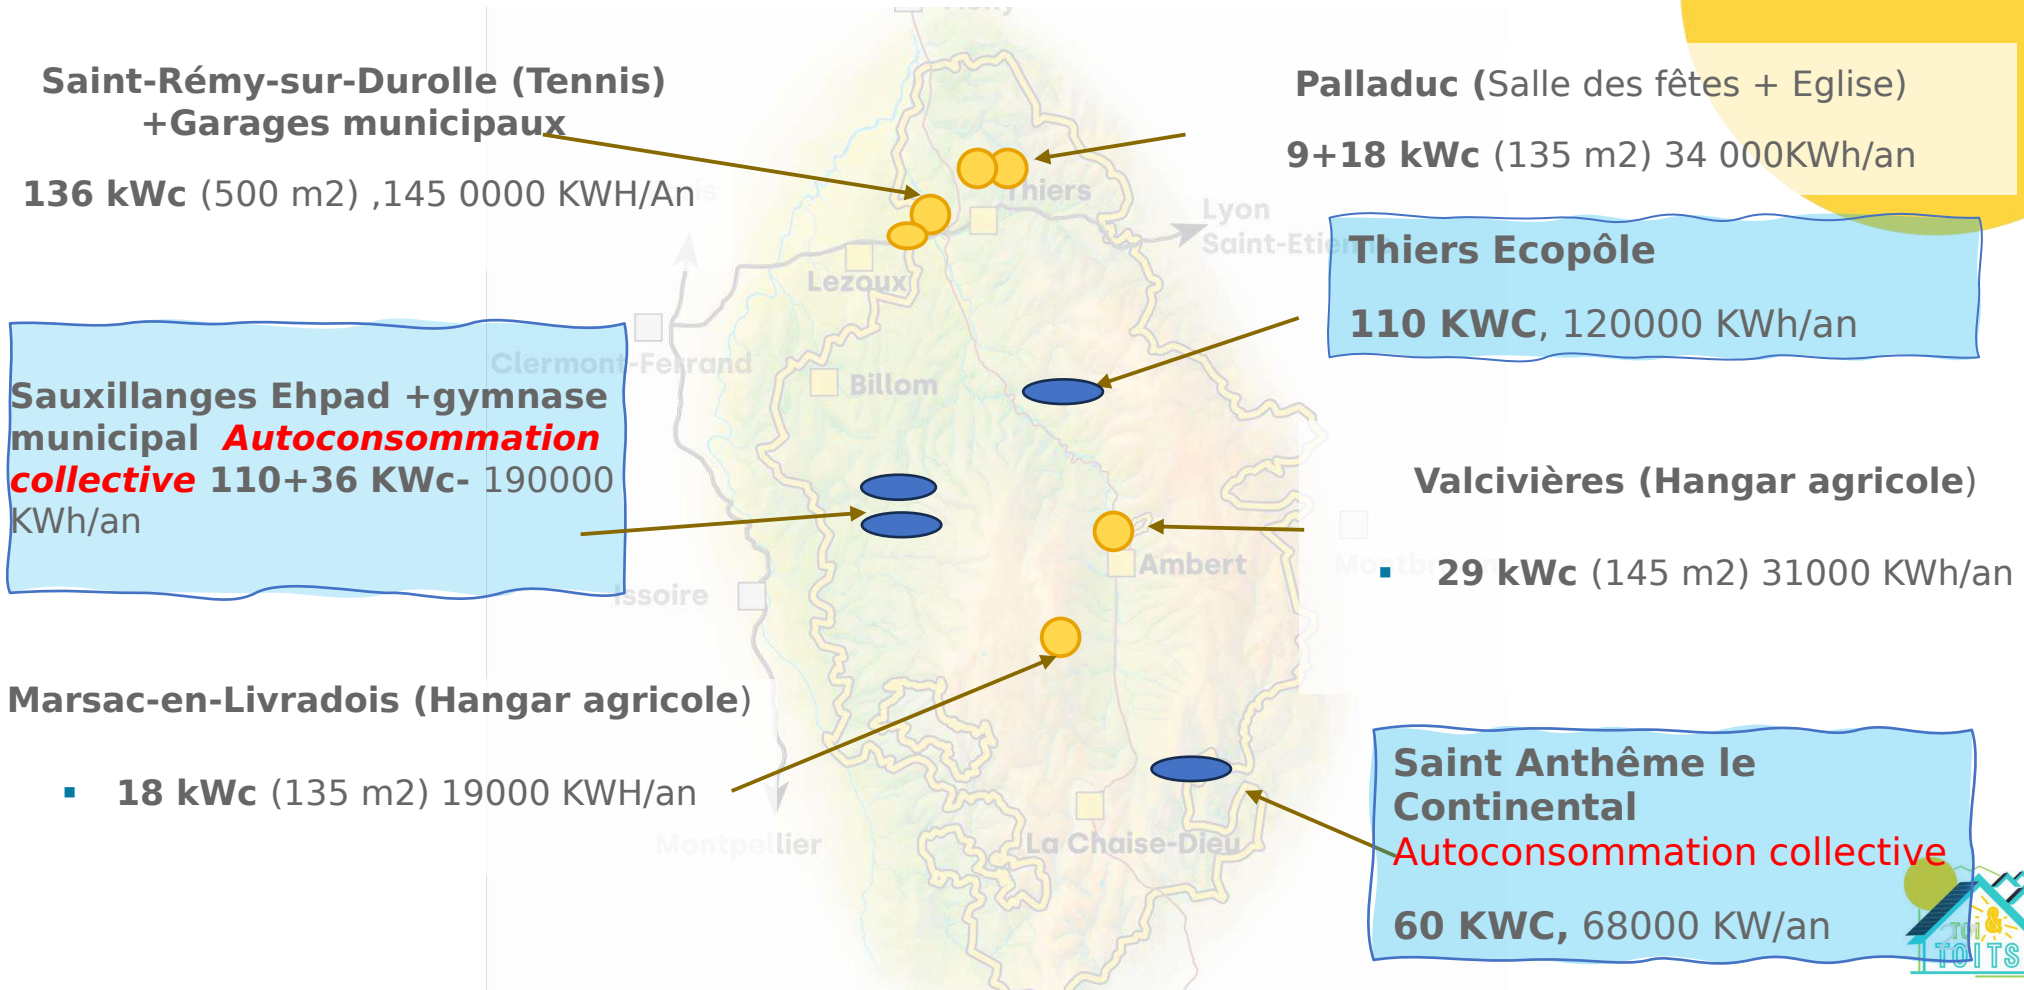 Saint-Rémy-sur-Durolle (Tennis)
+Garages municipaux
136 kWc (500 m2) ,145 0000 KWH/An
Palladuc (Salle des fêtes + Eglise)
9+18 kWc (135 m2) 34 000KWh/an
Thiers
Lyon
Saint-Etienne
Thiers Ecopôle
110 KWC, 120000 KWh/an
Lezoux
Clermont-Ferrand
Billom
Sauxillanges Ehpad +gymnase
municipal Autoconsommation
collective 110+36 KWc- 190000
KWh/an
Valcivières (Hangar agricole)
▪ 29 kWc (145 m2) 31000 KWh/an
Ambert
Issoire
Marsac-en-Livradois (Hangar agricole)
▪ 18 kWc (135 m2) 19000 KWH/an
Montpellier
La Chaise-Dieu
Saint Anthême le
Continental
Autoconsommation collective
60 KWC, 68000 KW/an
TOI &
TOITS